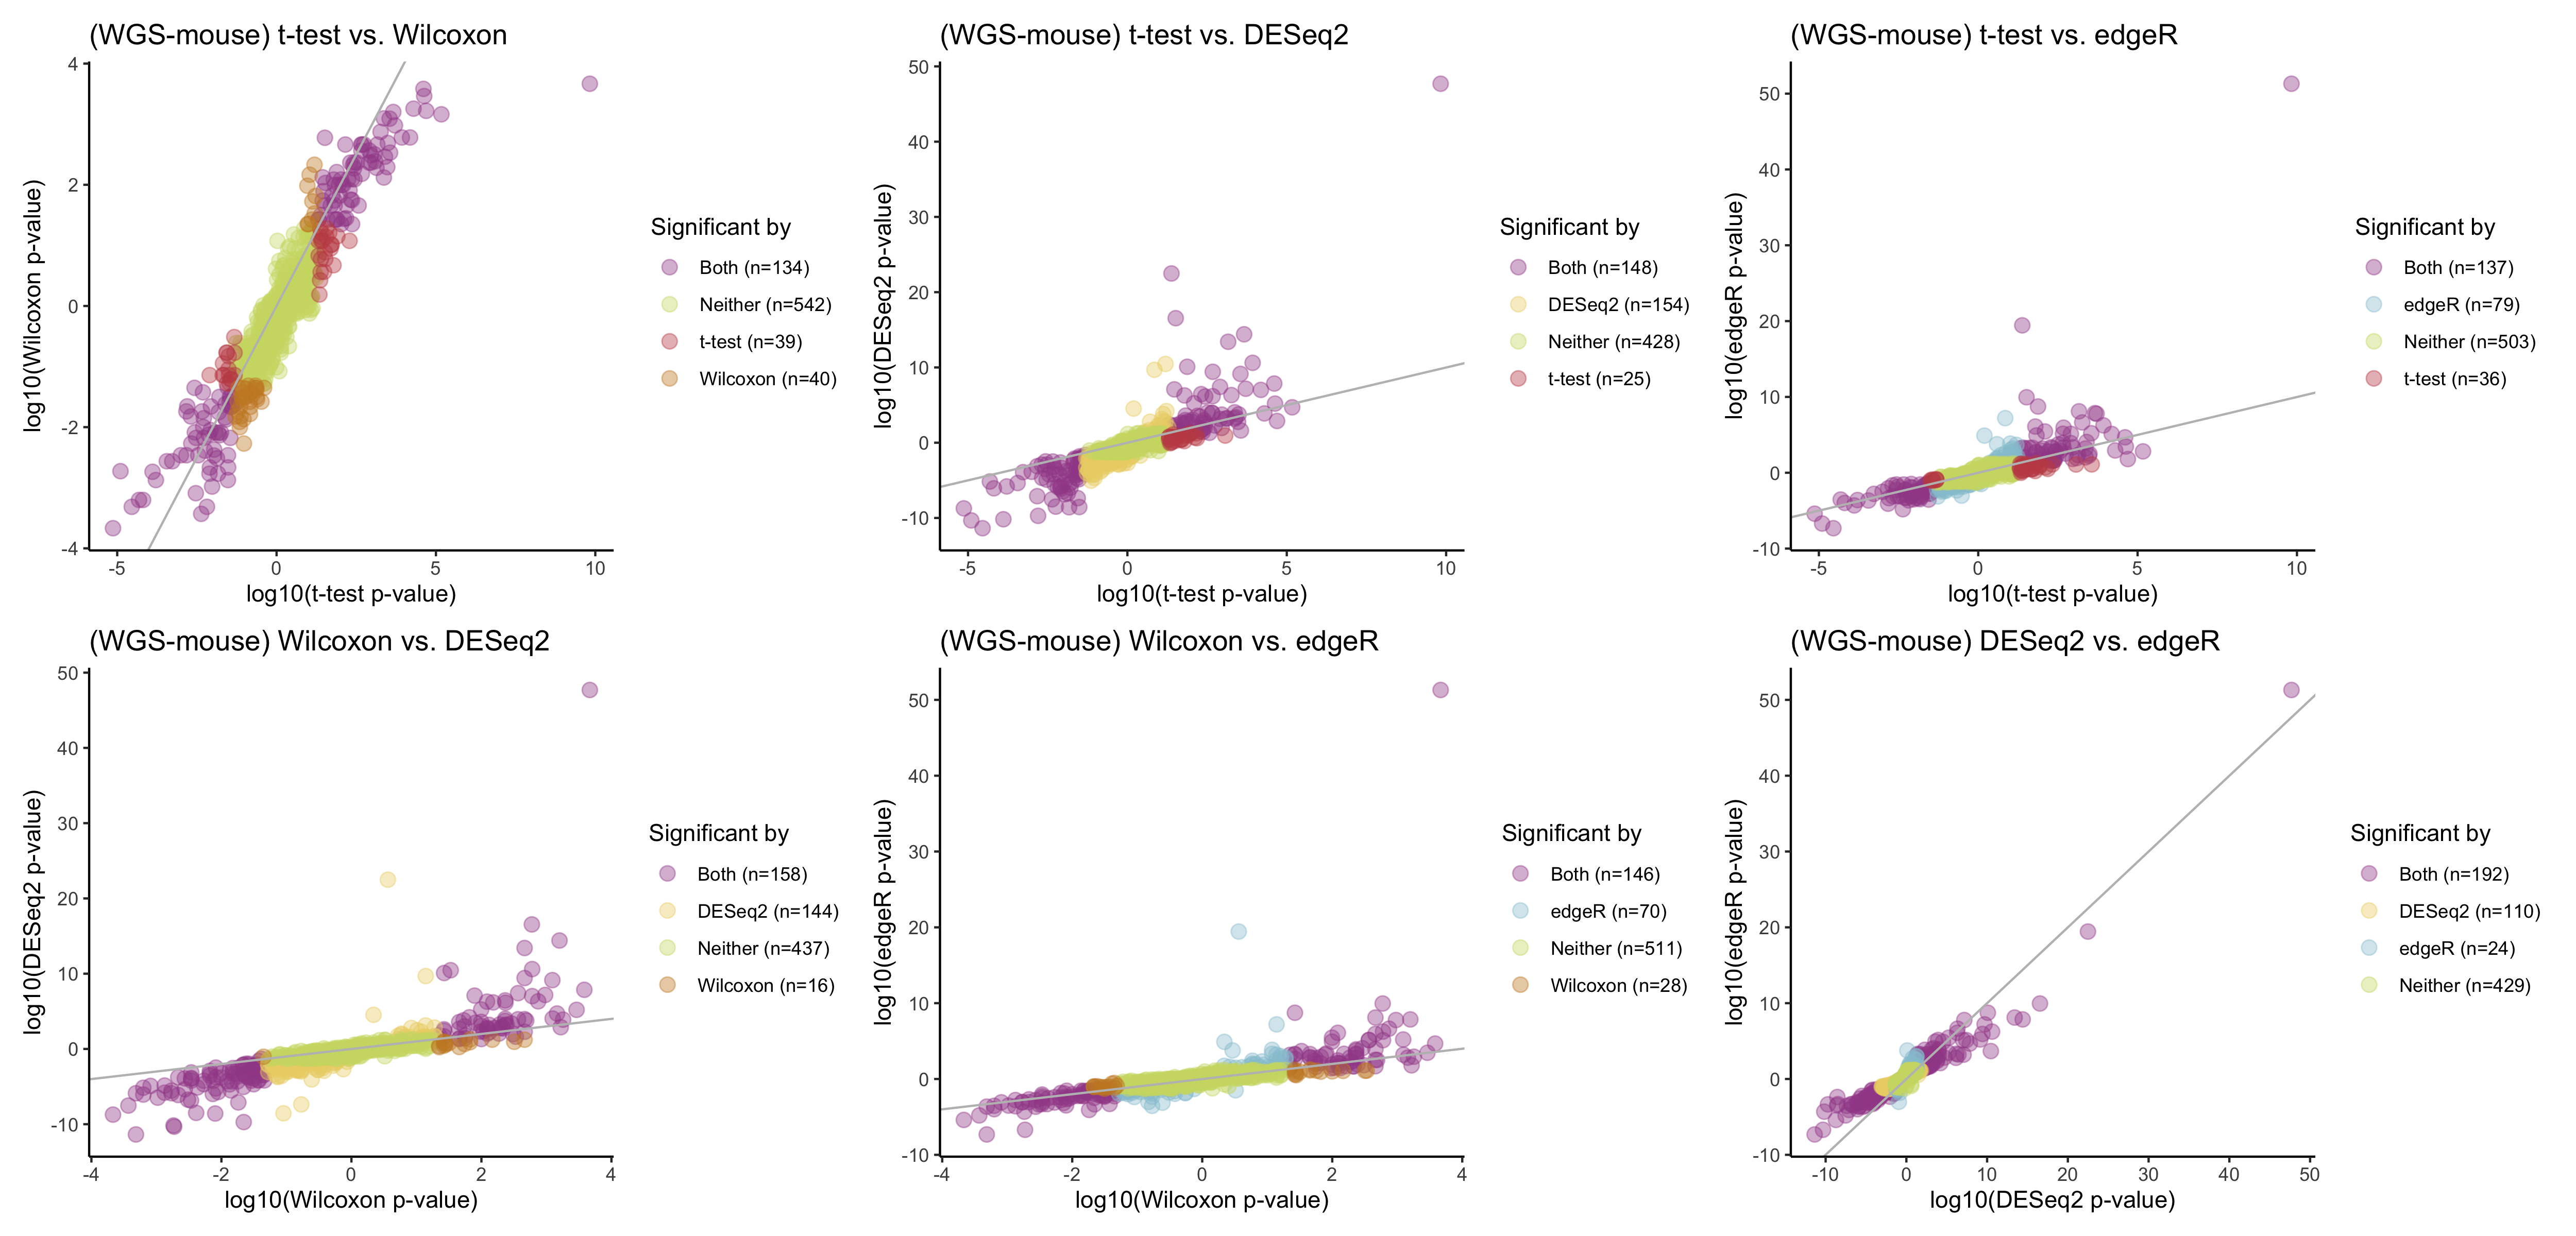 (WGS-mouse) t-test vs. Wilcoxon
4
2
0
-2
-4
log10(Wilcoxon p-value)
-5
0
5
10
log10(t-test p-value)
Significant by
Both (n=134)
Neither (n=542)
t-test (n=39)
Wilcoxon (n=40)
(WGS-mouse) t-test vs. DESeq2
50
40
30
20
10
0
-10
log10(DESeq2 p-value)
-5
0
5
10
log10(t-test p-value)
Significant by
Both (n=148)
DESeq2 (n=154)
Neither (n=428)
t-test (n=25)
(WGS-mouse) t-test vs. edgeR
50
40
30
20
10
0
-10
log10(edgeR p-value)
-5
0
5
10
log10(t-test p-value)
Significant by
Both (n=137)
edgeR (n=79)
Neither (n=503)
t-test (n=36)
(WGS-mouse) Wilcoxon vs. DESeq2
50
40
30
20
10
0
-10
log10(DESeq2 p-value)
-4
-2
0
2
4
log10(Wilcoxon p-value)
Significant by
Both (n=158)
DESeq2 (n=144)
Neither (n=437)
Wilcoxon (n=16)
(WGS-mouse) Wilcoxon vs. edgeR
50
40
30
20
10
0
-10
log10(edgeR p-value)
-4
-2
0
2
4
log10(Wilcoxon p-value)
Significant by
Both (n=146)
edgeR (n=70)
Neither (n=511)
Wilcoxon (n=28)
(WGS-mouse) DESeq2 vs. edgeR
50
40
30
20
10
0
-10
log10(edgeR p-value)
-10
0
10
20
30
40
50
log10(DESeq2 p-value)
Significant by
Both (n=192)
DESeq2 (n=110)
edgeR (n=24)
Neither (n=429)